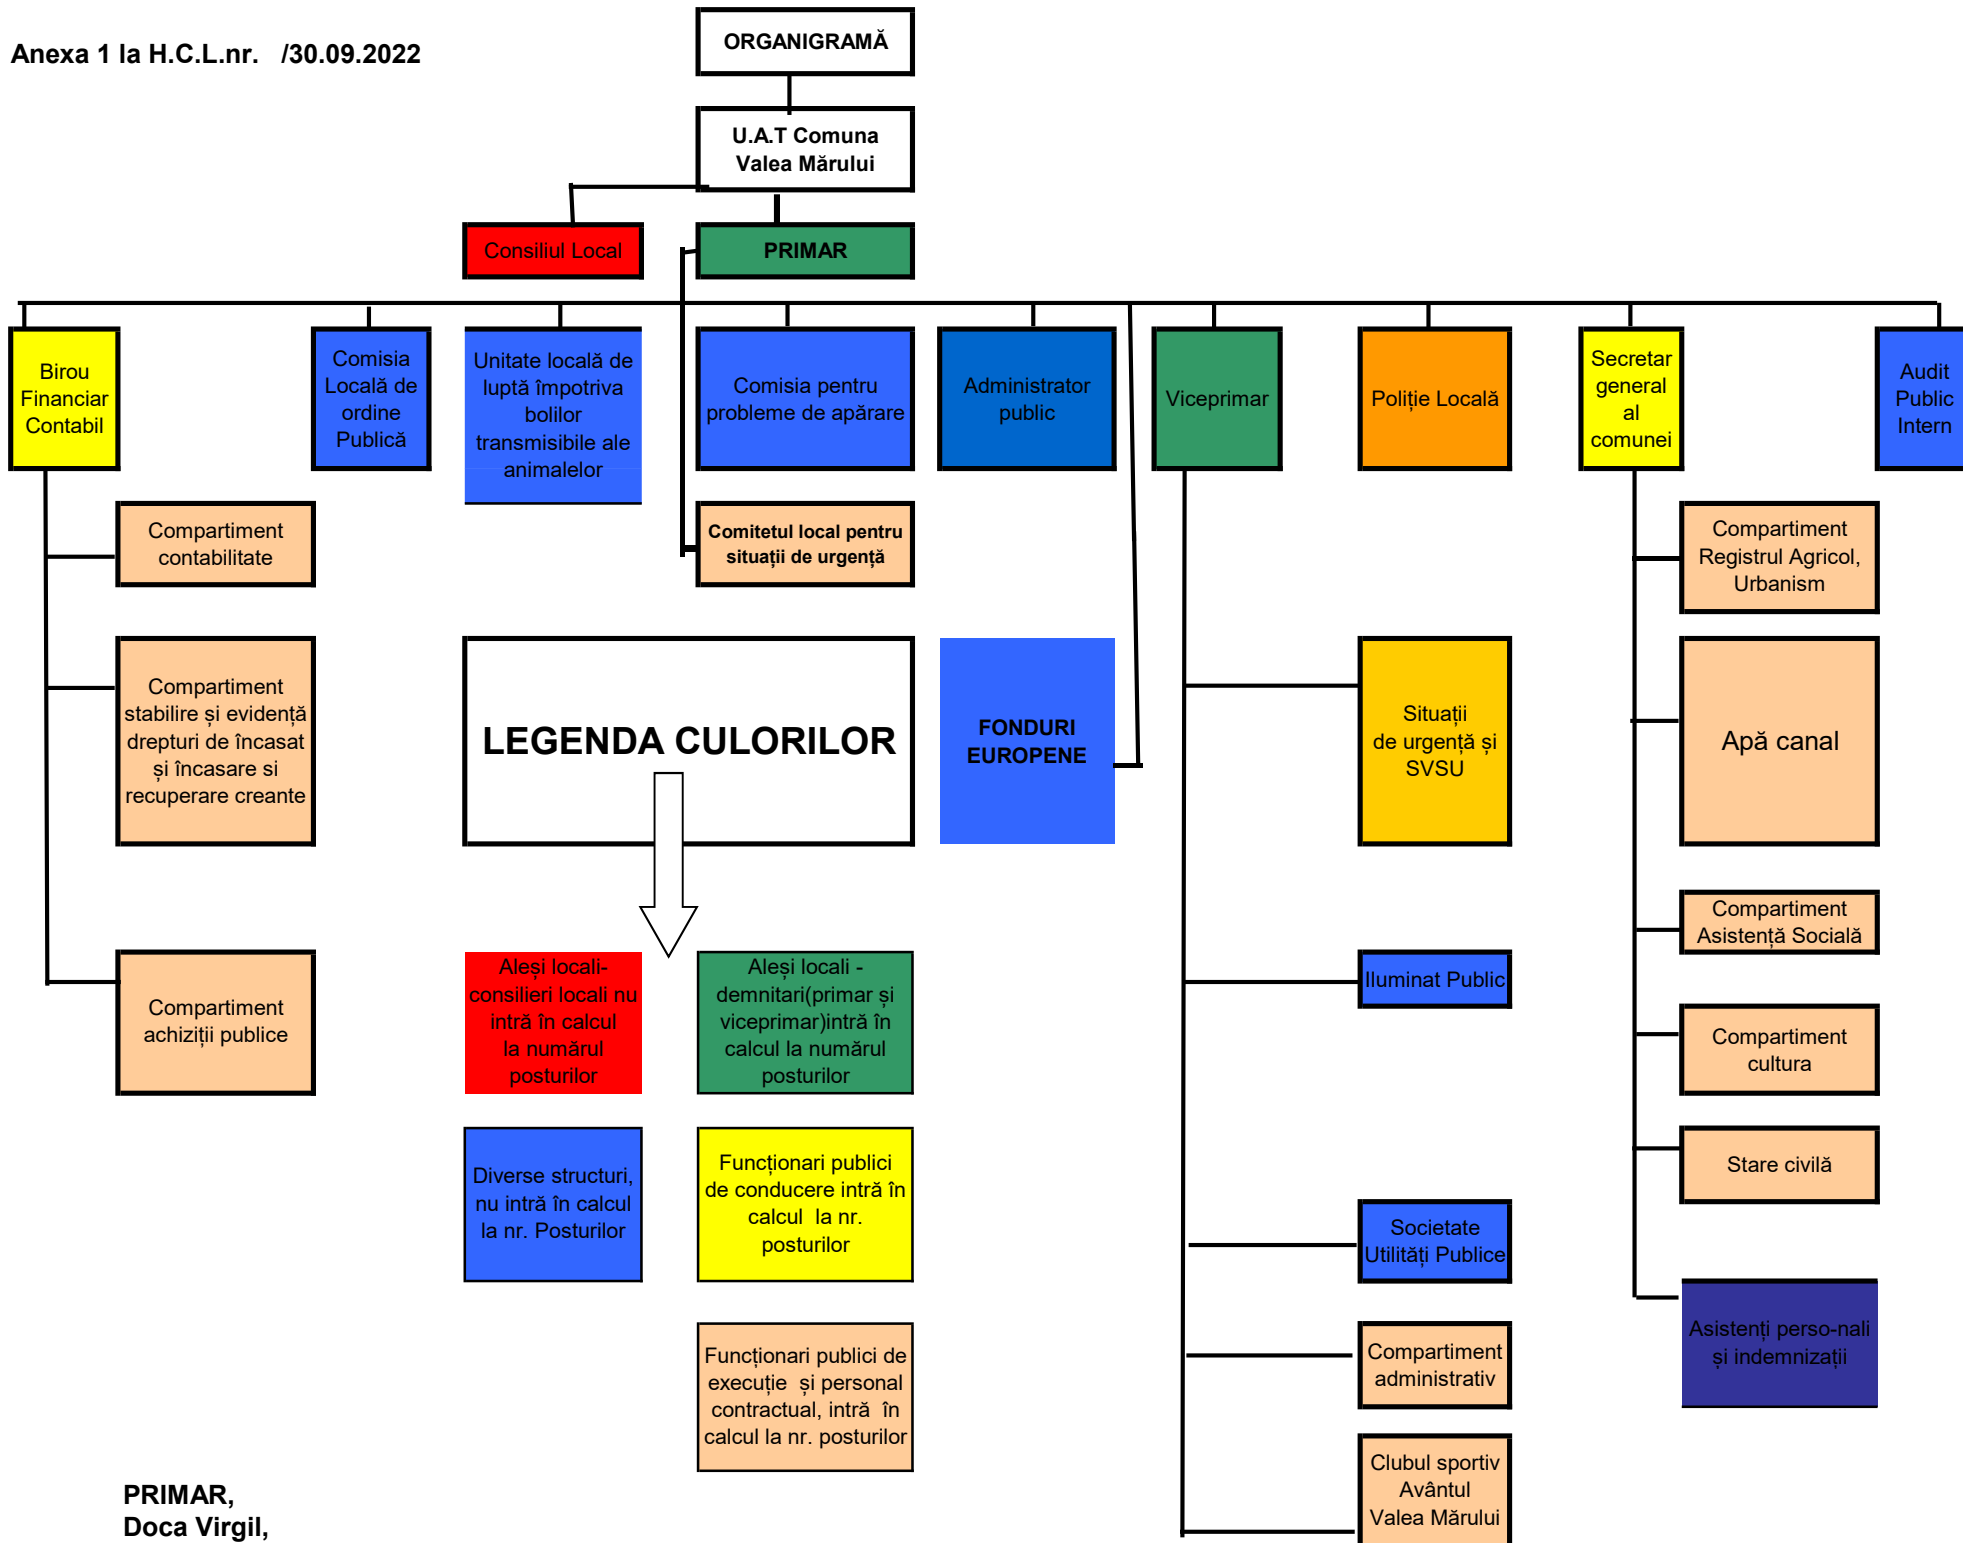 Anexa 1 la H.C.L.nr.   /30.09.2022
ORGANIGRAMĂ
U.A.T Comuna
Valea Mărului
Consiliul Local
PRIMAR
Birou
Financiar
Contabil
Comisia
Locală de
ordine
Publică
Unitate locală de
luptă împotriva
bolilor
transmisibile ale
animalelor
Comisia pentru
probleme de apărare
Administrator
public
Viceprimar
Poliție Locală
Secretar
general
al
comunei
Audit
Public
Intern
Compartiment
contabilitate
Comitetul local pentru
situații de urgență
Compartiment
Registrul Agricol,
Urbanism
Compartiment
stabilire și evidență
drepturi de încasat
și încasare si
recuperare creante
LEGENDA CULORILOR
FONDURI
EUROPENE
Situații
de urgență și
SVSU
Apă canal
Compartiment
Asistență Socială
Compartiment
achiziții publice
Aleși locali-
consilieri locali nu
intră în calcul
la numărul
posturilor
Aleși locali -
demnitari(primar și
viceprimar)intră în
calcul la numărul
posturilor
Iluminat Public
Compartiment
cultura
Diverse structuri,
nu intră în calcul
la nr. Posturilor
Funcționari publici
de conducere intră în
calcul  la nr.
posturilor
Stare civilă
Societate
Utilități Publice
Asistenți perso-nali
și indemnizații
Funcționari publici de
execuție  și personal
contractual, intră  în
calcul la nr. posturilor
Compartiment
administrativ
Clubul sportiv
Avântul
Valea Mărului
PRIMAR,
Doca Virgil,